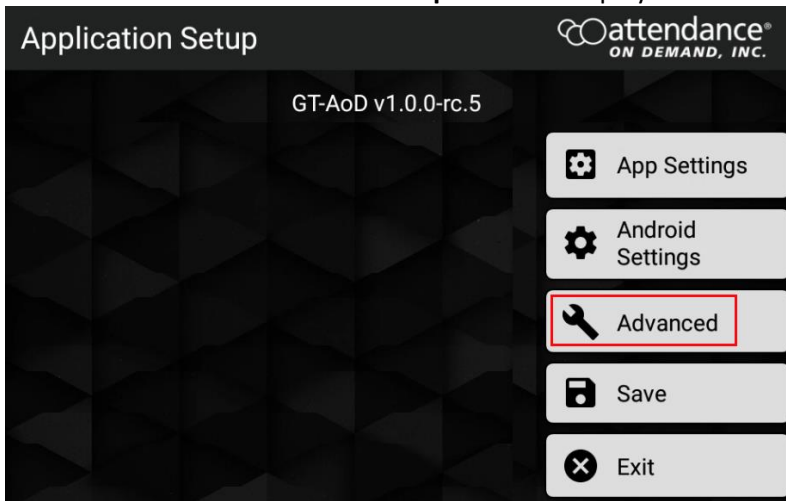 Application Setup
attendance®
ON DEMAND, INC.
GT-AoD v1.0.0-rc.5
App Settings
Android
Settings
Advanced
Save
Exit